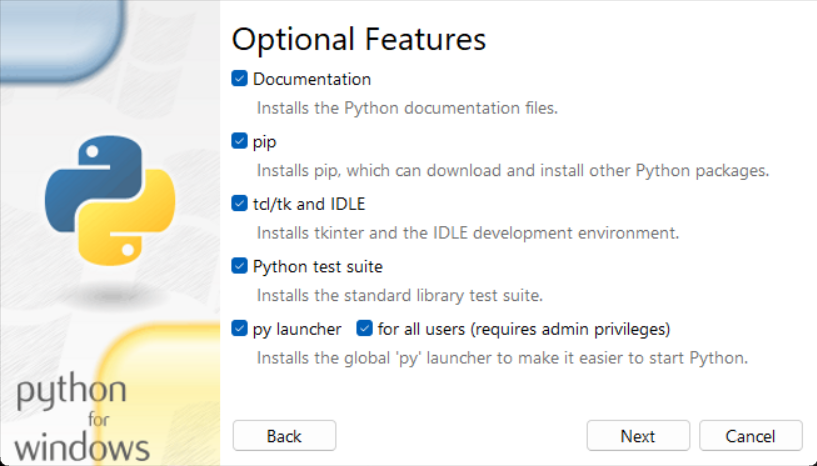 Optional Features
Documentation
Installs the Python documentation files.
pip
Installs pip, which can download and install other Python packages.
tcl/tk and IDLE
Installs tkinter and the IDLE development environment.
Python test suite
Installs the standard library test suite.
py launcher for all users (requires admin privileges)
Installs the global 'py' launcher to make it easier to start Python.
python
for
windows
Back Next Cancel